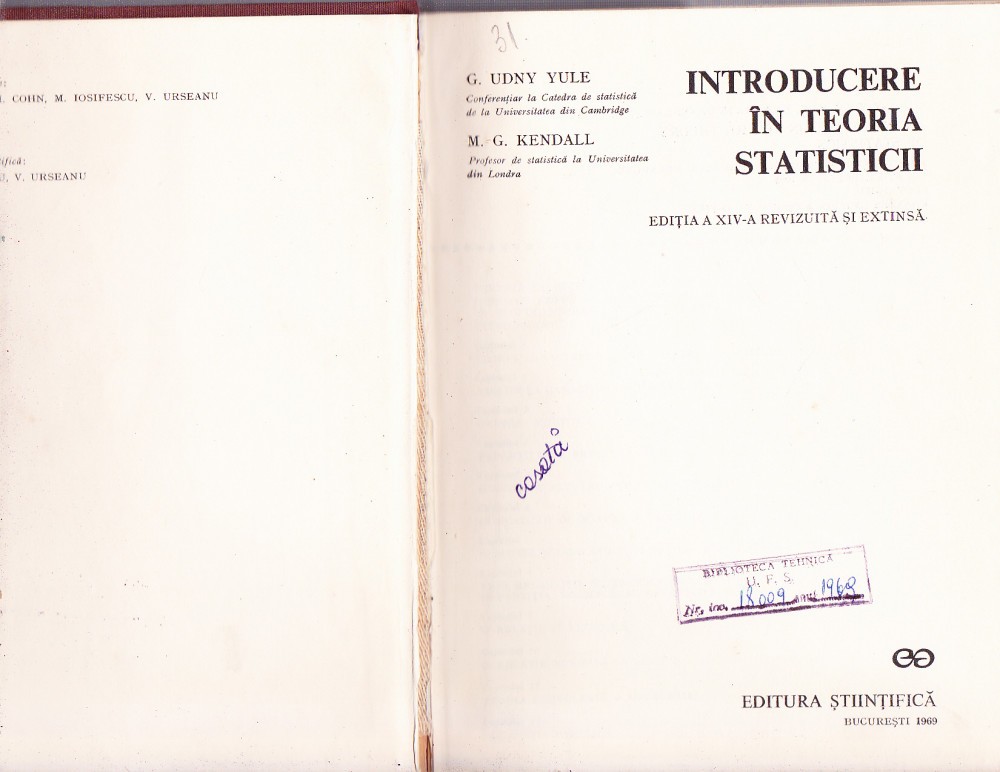 COHN, M. IOSIFESCU, V. URSEANU
V. URSEANU
31
G. UDNY YULE
Conferențiar la Catedra de statistică
de la Universitatea din Cambridge
M. G. KENDALL
Profesor de statistică la Universitatea
din Londra
INTRODUCERE
ÎN TEORIA
STATISTICII
EDIȚIA A XIV-A REVIZUITĂ ȘI EXTINSĂ
casată
BIBLIOTECA TEHNICĂ
U. F. S.
Nr. inv. 18009 anul 1969
EDITURA ȘTIINȚIFICĂ
BUCUREȘTI 1969